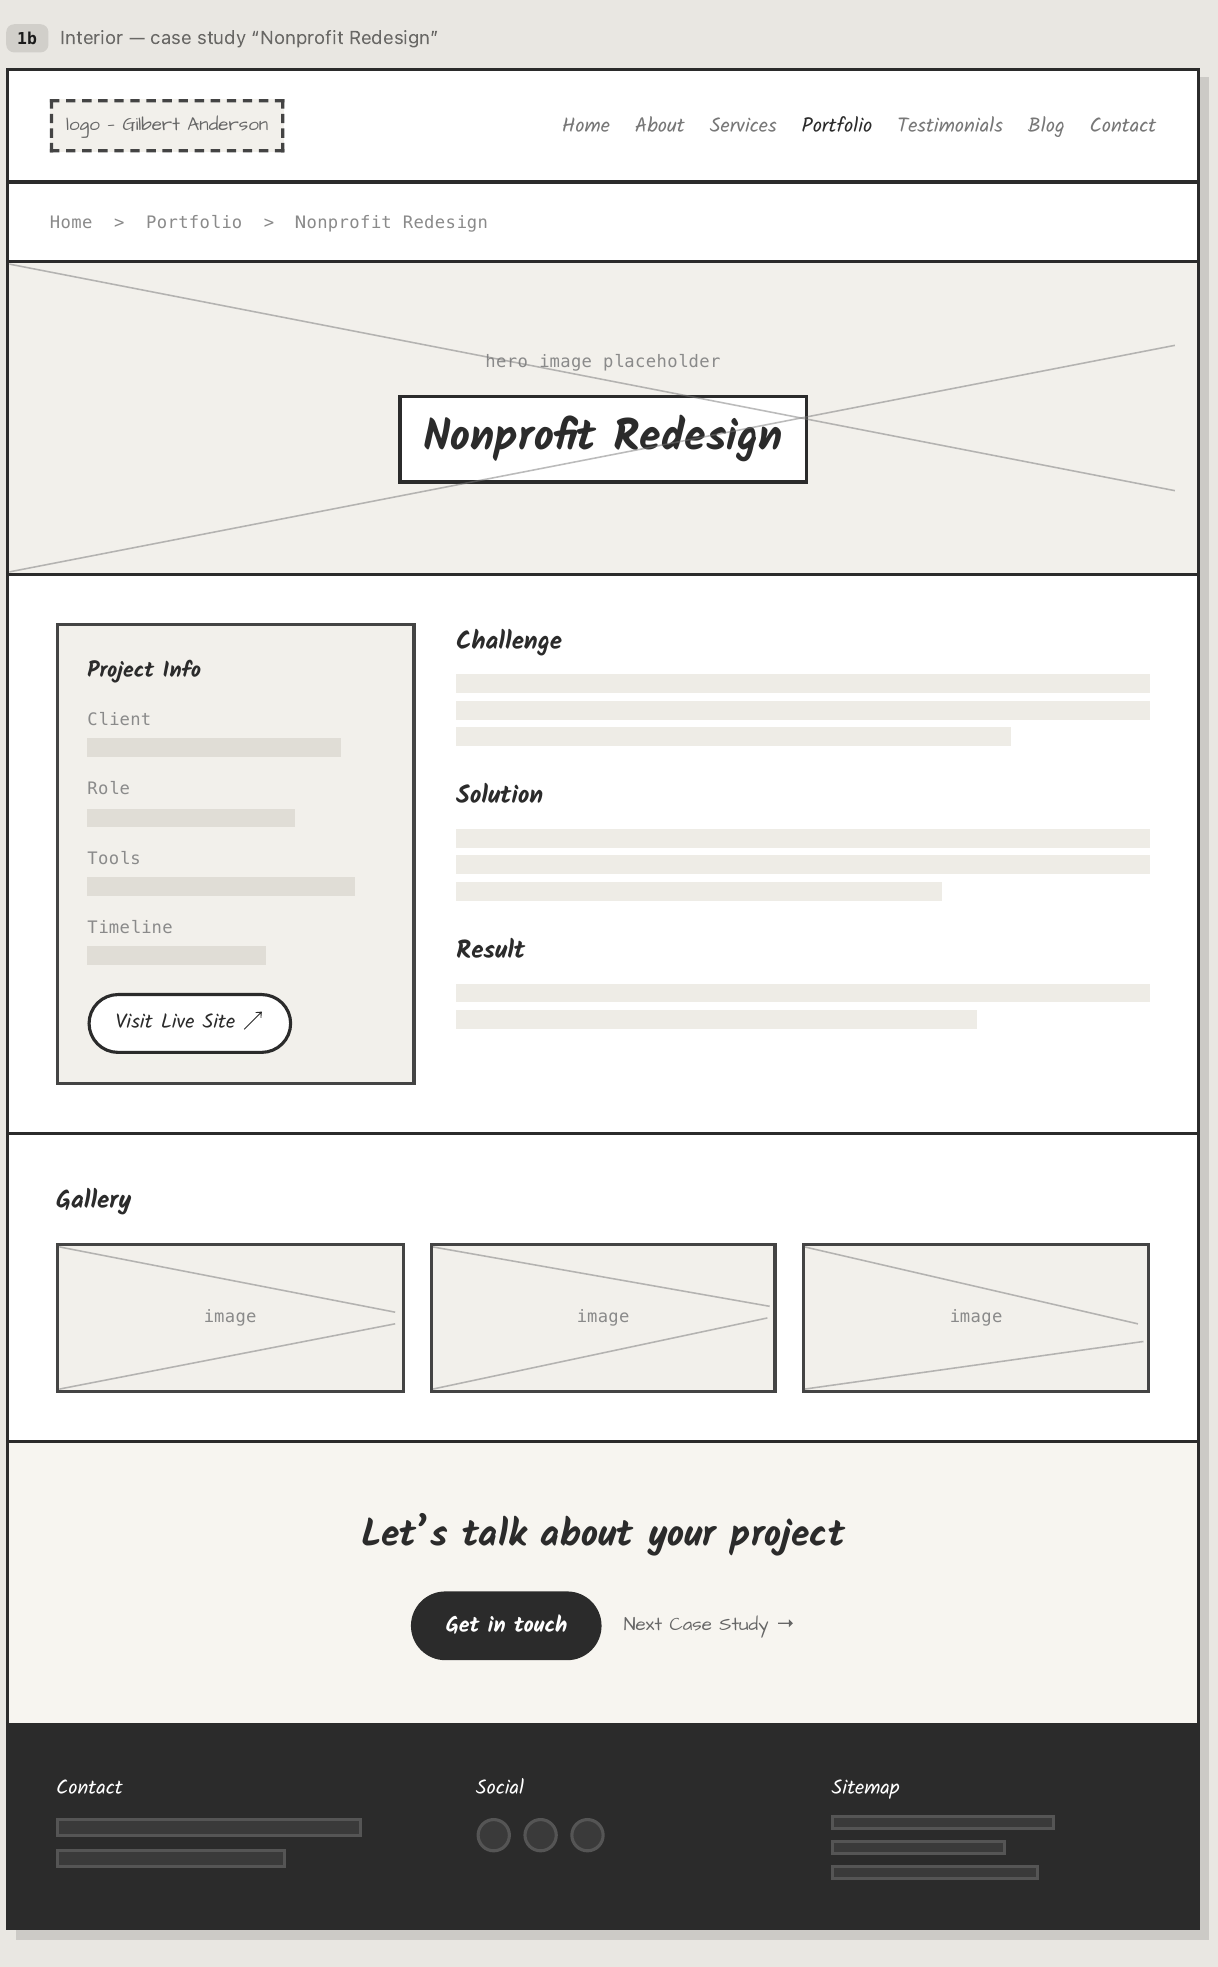 1b Interior — case study “Nonprofit Redesign”
logo - Gilbert Anderson
Home About Services Portfolio Testimonials Blog Contact
Home > Portfolio > Nonprofit Redesign
hero image placeholder
Nonprofit Redesign
Project Info
Client
Role
Tools
Timeline
Visit Live Site ↗
Challenge
Solution
Result
Gallery
image
image
image
Let’s talk about your project
Get in touch
Next Case Study →
Contact
Social
Sitemap